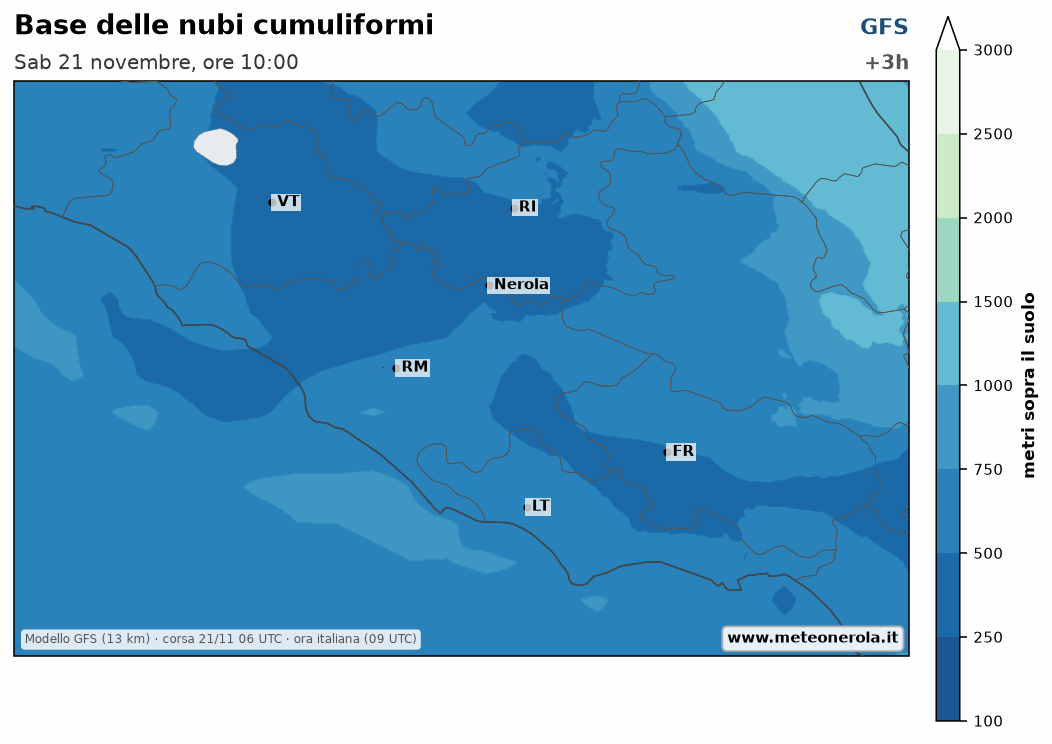 Base delle nubi cumuliformi
GFS
Sab 21 novembre, ore 10:00
+3h
3000
2500
2000
1500
1000
750
500
250
100
metri sopra il suolo
VT
RI
Nerola
RM
FR
LT
Modello GFS (13 km) · corsa 21/11 06 UTC · ora italiana (09 UTC)
www.meteonerola.it